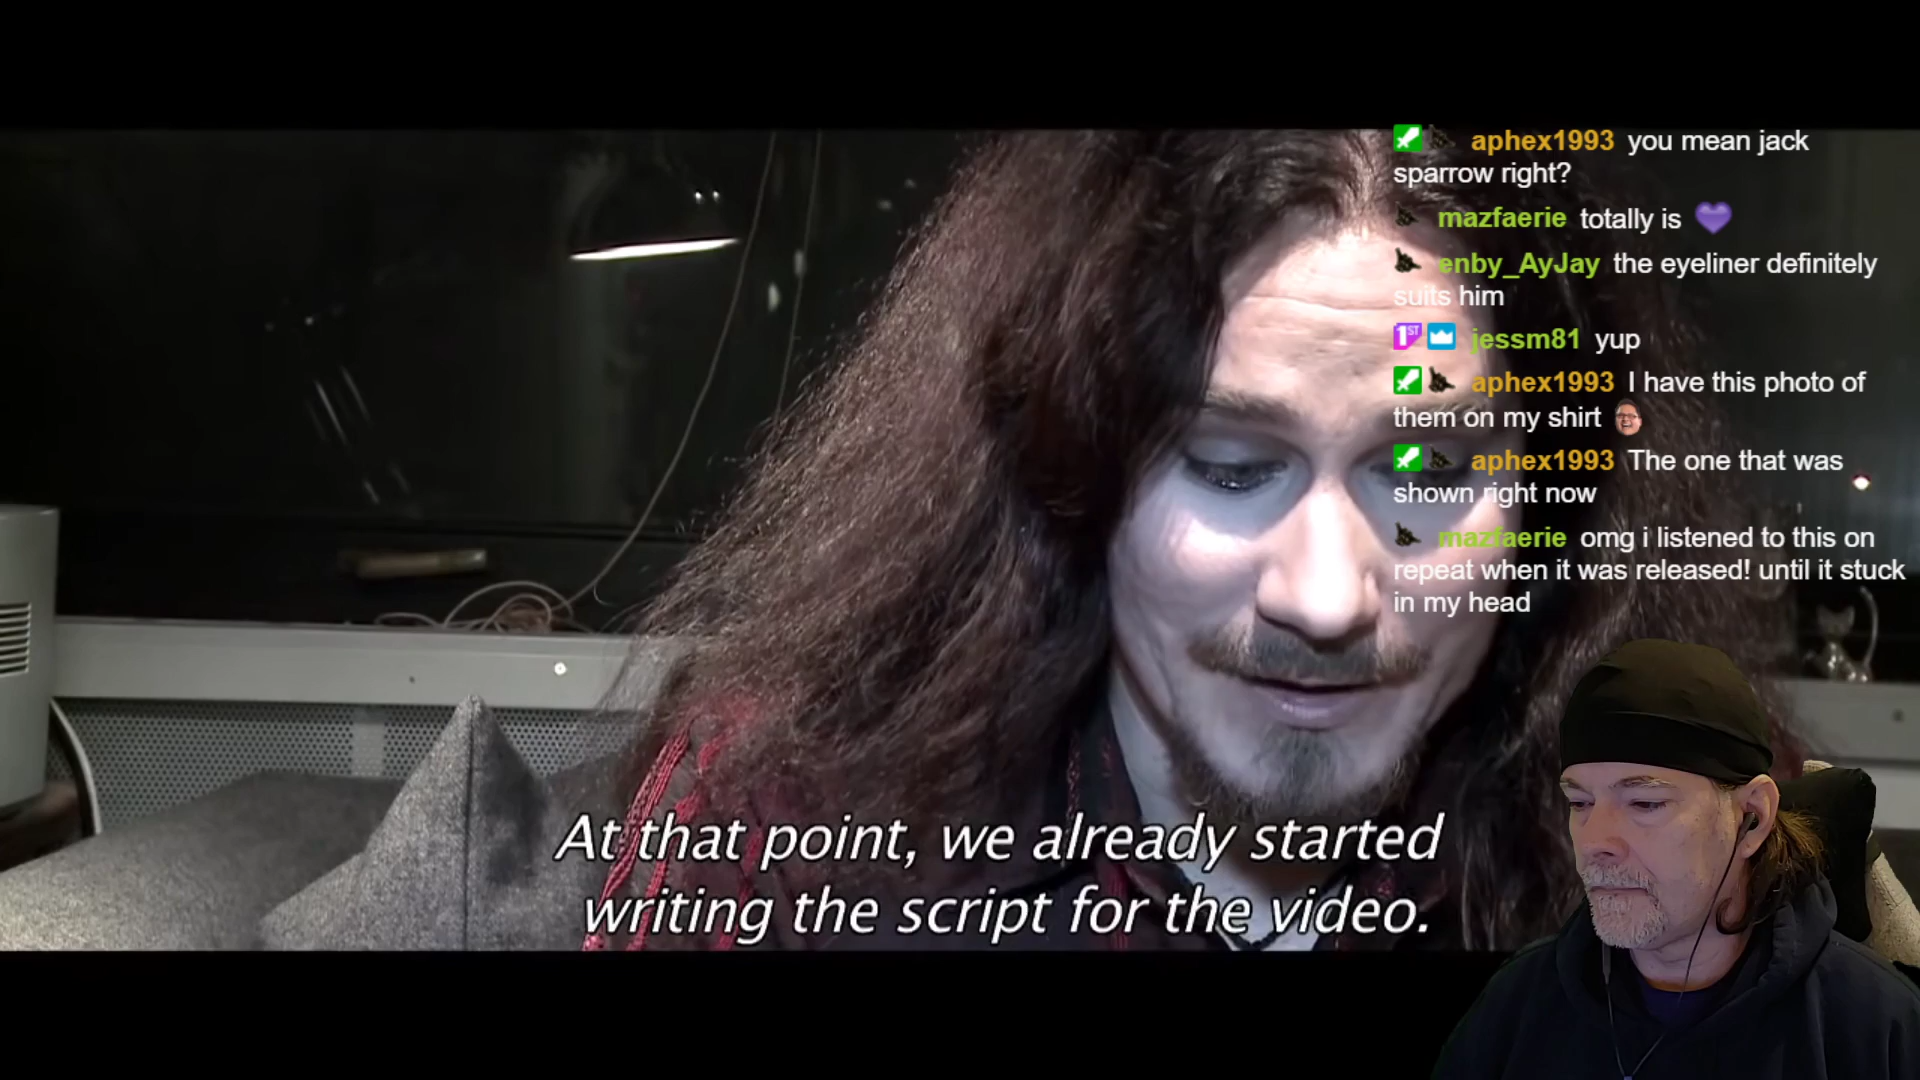 aphex1993 you mean jack
sparrow right?
mazfaerie totally is
enby_AyJay the eyeliner definitely
suits him
1ST jessm81 yup
aphex1993 I have this photo of
them on my shirt
aphex1993 The one that was
shown right now
mazfaerie omg i listened to this on
repeat when it was released! until it stuck
in my head
At that point, we already started
writing the script for the video.